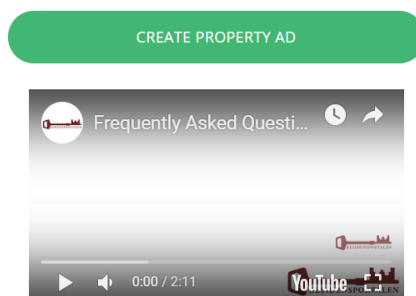 CREATE PROPERTY AD
Frequently Asked Questi...
0:00 / 2:11
YouTube